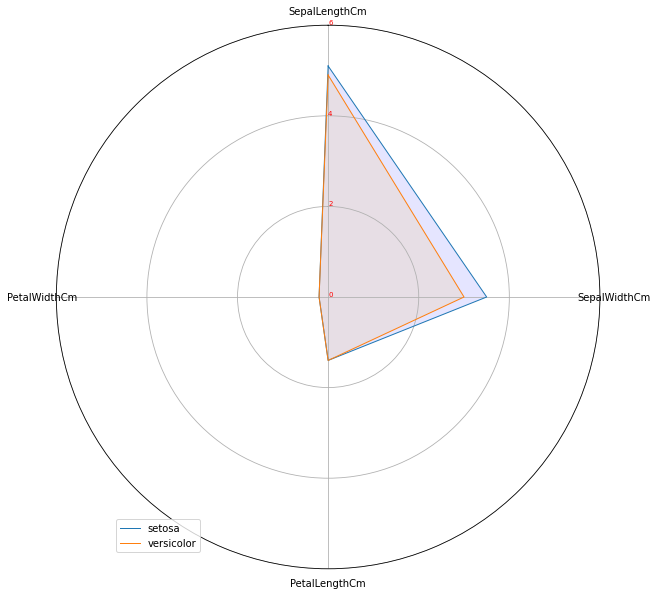 SepalLengthCm
6
4
2
0
PetalWidthCm
SepalWidthCm
setosa
versicolor
PetalLengthCm